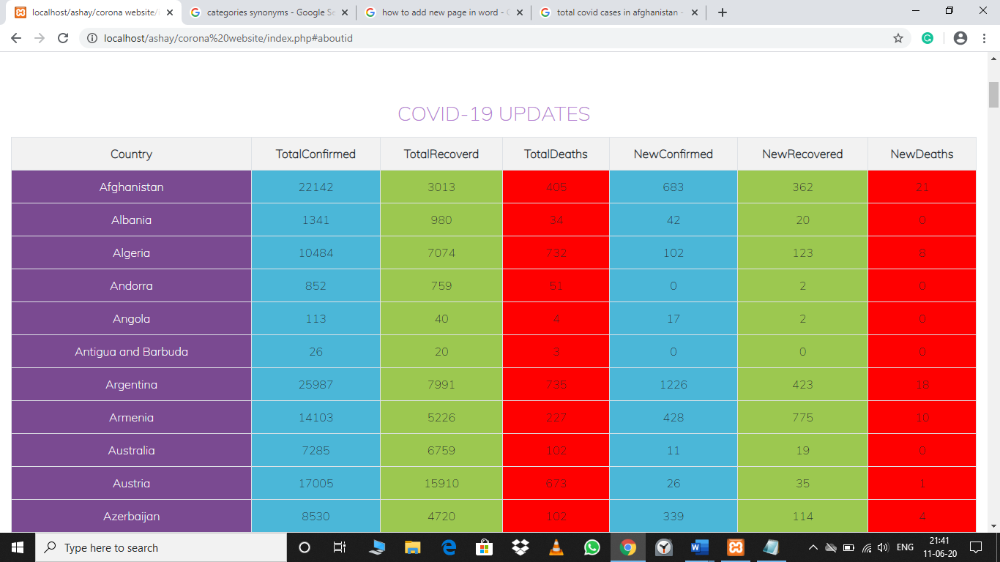 localhost/ashay/corona website/i
categories synonyms - Google Se
how to add new page in word - G
total covid cases in afghanistan -
localhost/ashay/corona%20website/index.php#aboutid
COVID-19 UPDATES
Country TotalConfirmed TotalRecoverd TotalDeaths NewConfirmed NewRecovered NewDeaths
Afghanistan 22142 3013 405 683 362 21
Albania 1341 980 34 42 20 0
Algeria 10484 7074 732 102 123 8
Andorra 852 759 51 0 2 0
Angola 113 40 4 17 2 0
Antigua and Barbuda 26 20 3 0 0 0
Argentina 25987 7991 735 1226 423 18
Armenia 14103 5226 227 428 775 10
Australia 7285 6759 102 11 19 0
Austria 17005 15910 673 26 35 1
Azerbaijan 8530 4720 102 339 114 4
Type here to search
ENG
21:41
11-06-20